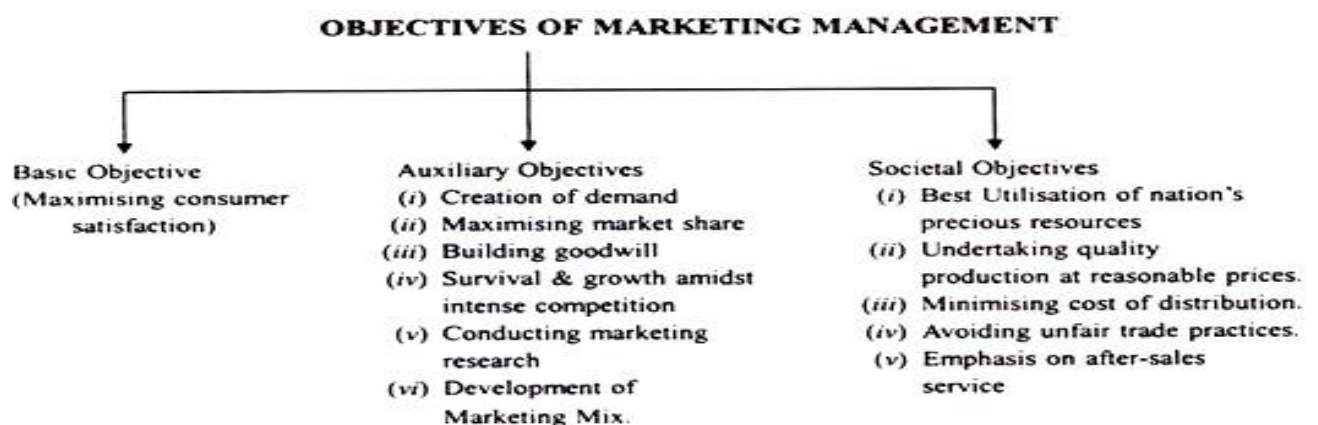 OBJECTIVES OF MARKETING MANAGEMENT
Basic Objective
(Maximising consumer
satisfaction)
Auxiliary Objectives
(i) Creation of demand
(ii) Maximising market share
(iii) Building goodwill
(iv) Survival & growth amidst
intense competition
(v) Conducting marketing
research
(vi) Development of
Marketing Mix.
Societal Objectives
(i) Best Utilisation of nation's
precious resources
(ii) Undertaking quality
production at reasonable prices.
(iii) Minimising cost of distribution.
(iv) Avoiding unfair trade practices.
(v) Emphasis on after-sales
service